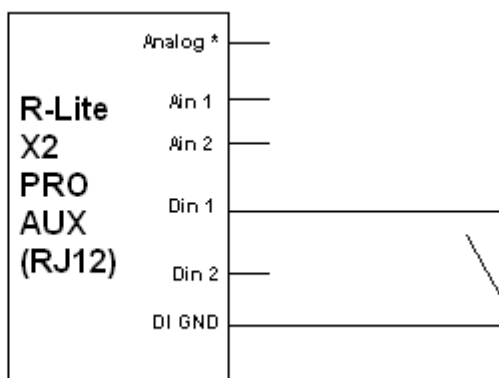 R-Lite
X2
PRO
AUX
(RJ12)
Analog *
Ain 1
Ain 2
Din 1
Din 2
DI GND